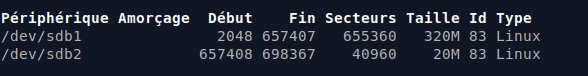 Périphérique Amorçage  Début    Fin Secteurs Taille Id Type
/dev/sdb1               2048 657407   655360   320M 83 Linux
/dev/sdb2             657408 698367    40960    20M 83 Linux